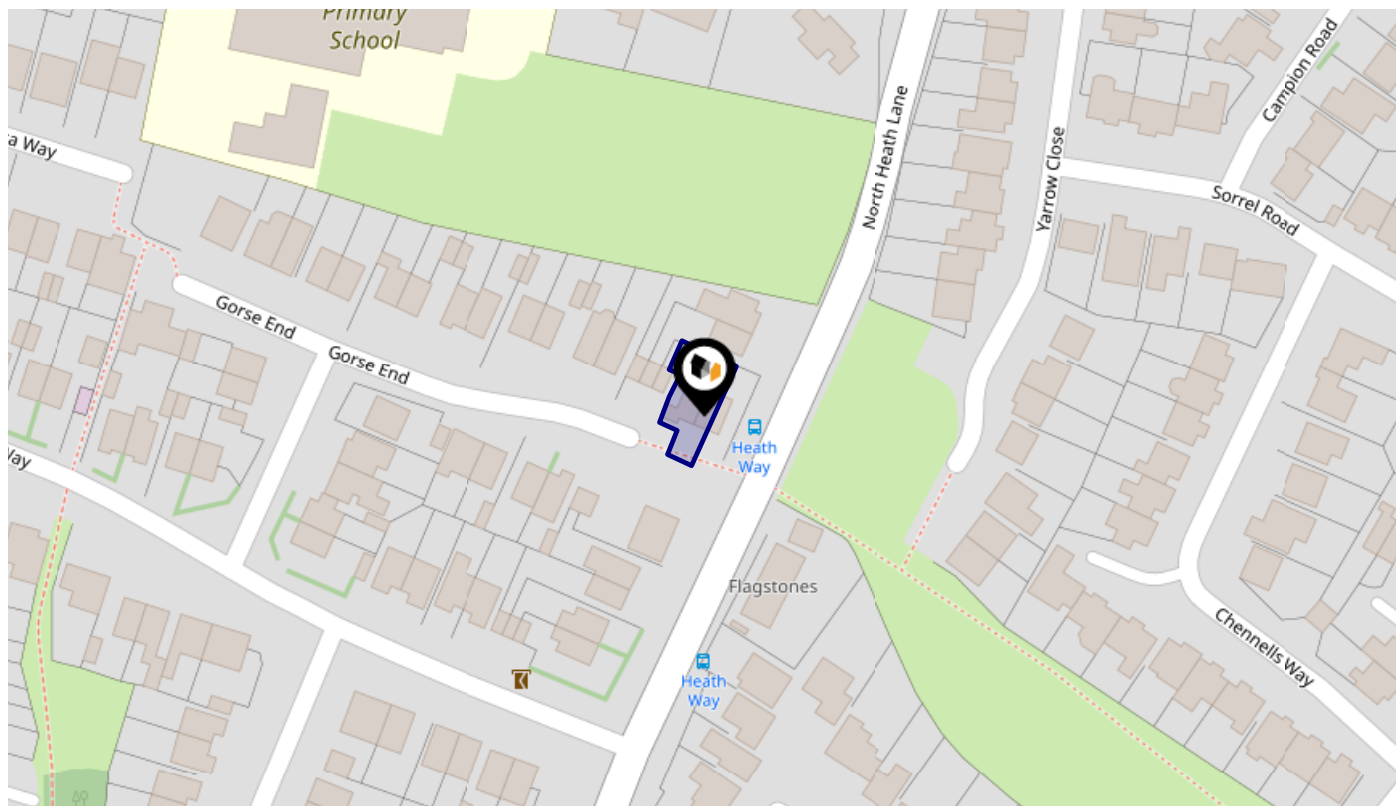 Primary
School
North Heath Lane
Campion Road
Yarrow Close
Sorrel Road
a Way
Gorse End
Gorse End
Heath
Way
Flagstones
Heath
Way
Chennells Way